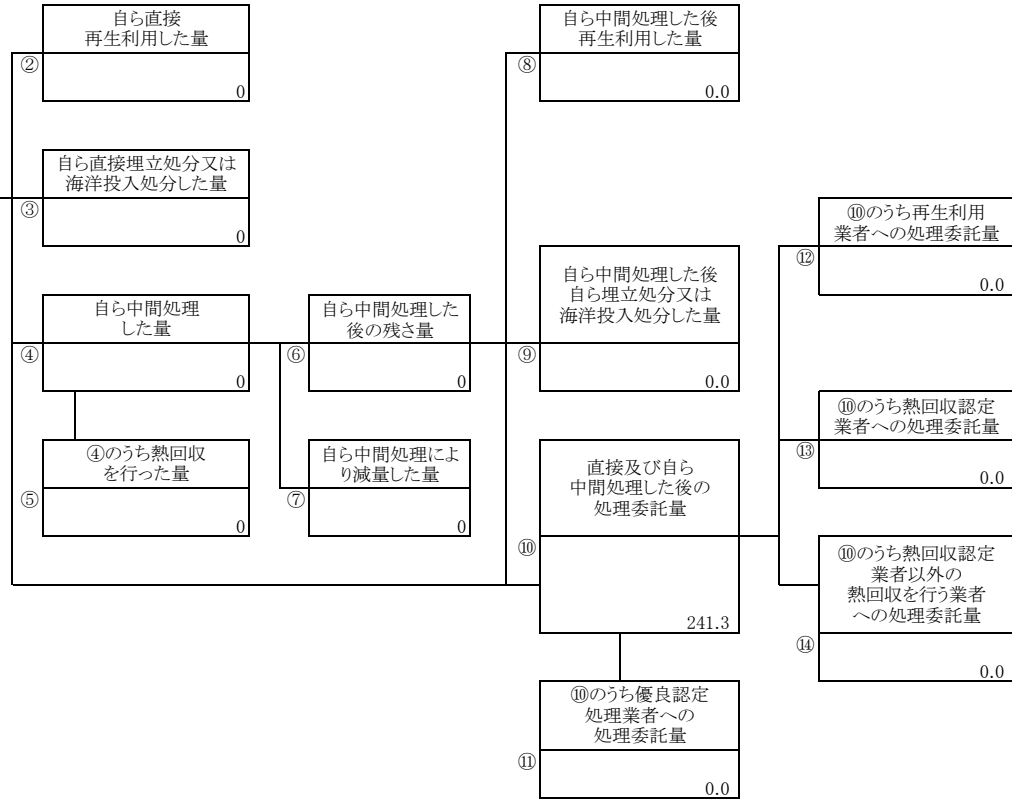 自ら直接
再生利用した量
②
0
自ら中間処理した後
再生利用した量
⑧
0.0
自ら直接埋立処分又は
海洋投入処分した量
③
0
⑩のうち再生利用
業者への処理委託量
⑫
0.0
自ら中間処理した後
自ら埋立処分又は
海洋投入処分した量
⑨
0.0
自ら中間処理
した量
④
0
自ら中間処理した
後の残さ量
⑥
0
⑩のうち熱回収認定
業者への処理委託量
⑬
0.0
④のうち熱回収
を行った量
⑤
0
自ら中間処理によ
り減量した量
⑦
0
直接及び自ら
中間処理した後の
処理委託量
⑩
241.3
⑩のうち熱回収認定
業者以外の
熱回収を行う業者
への処理委託量
⑭
0.0
⑩のうち優良認定
処理業者への
処理委託量
⑪
0.0